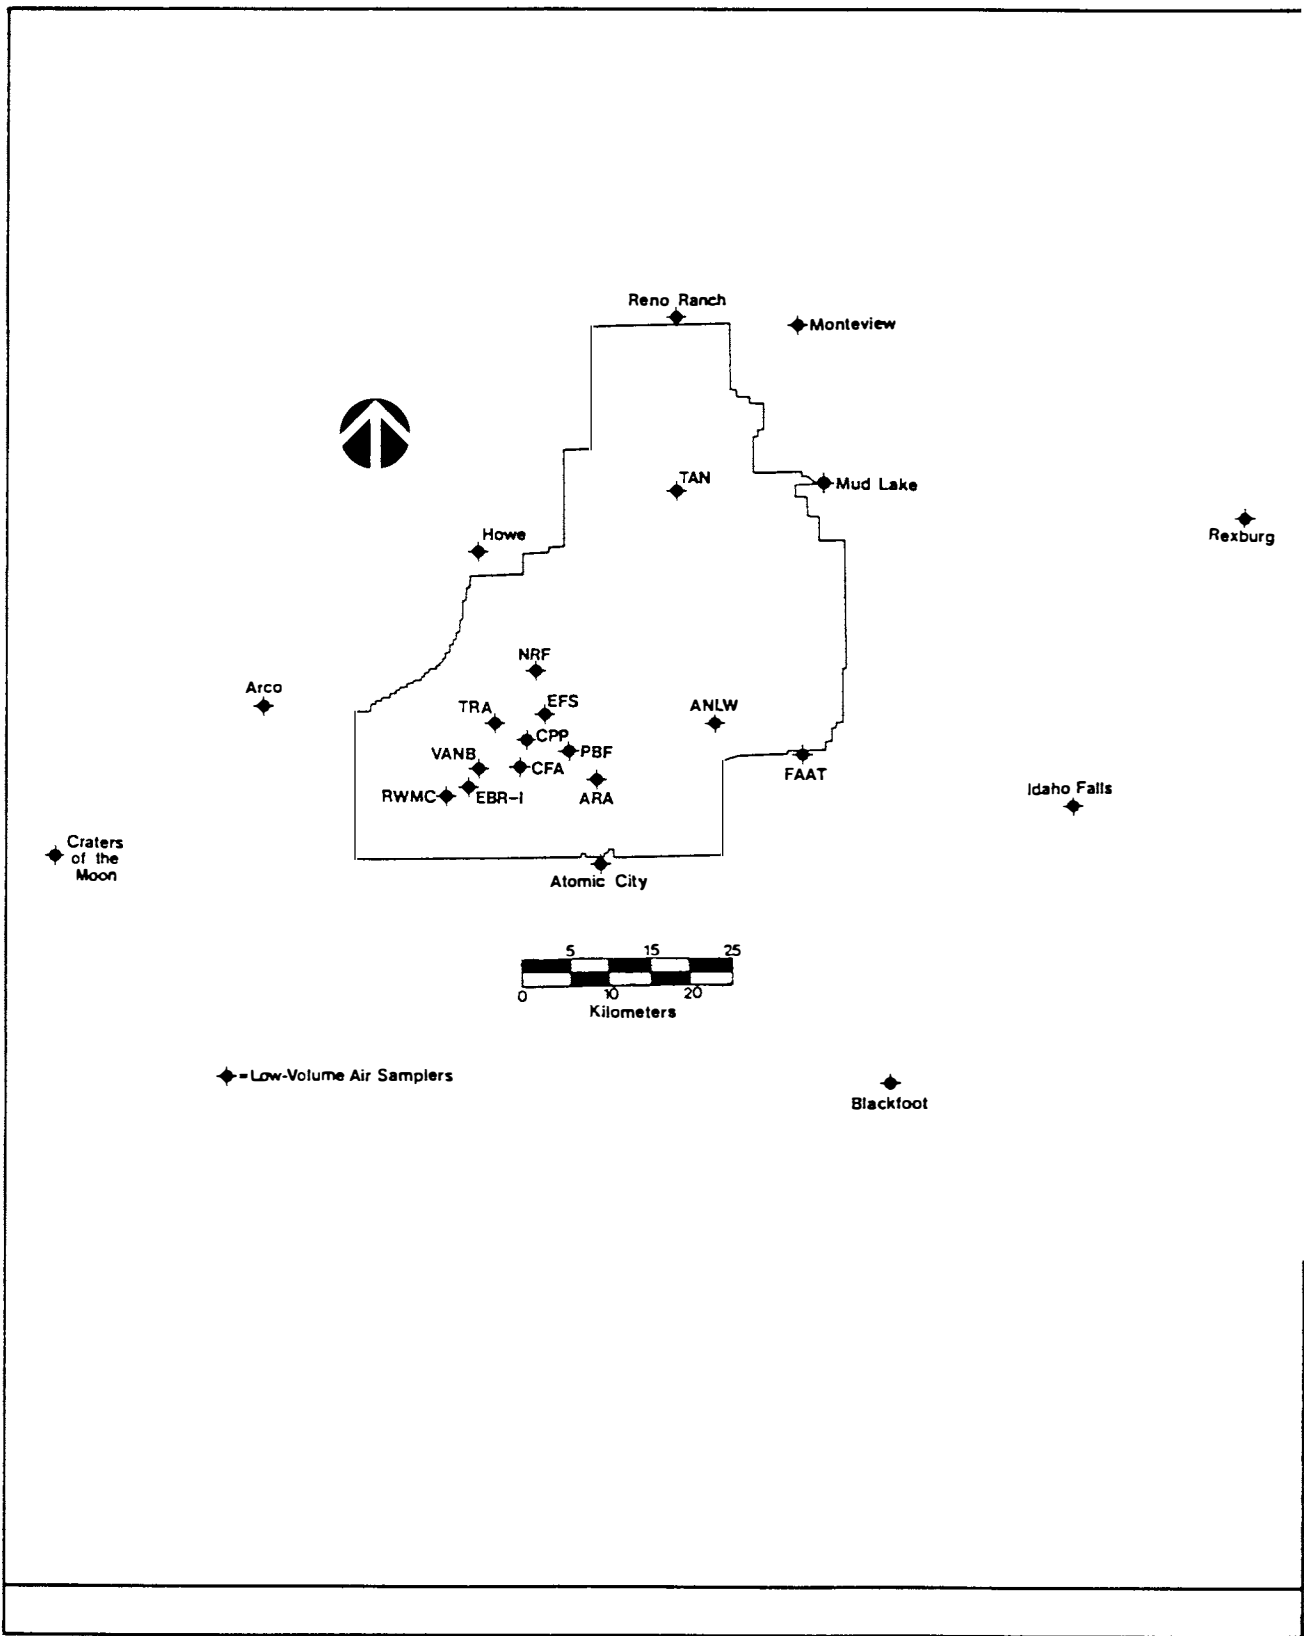 Reno Ranch
Monteview
TAN
Mud Lake
Howe
Rexburg
NRF
Arco
EFS
TRA
ANLW
CPP
PBF
VANB
CFA
FAAT
RWMC
EBR-I
ARA
Idaho Falls
Craters
of the
Moon
Atomic City
5 15 25
0 10 20
Kilometers
=Low-Volume Air Samplers
Blackfoot